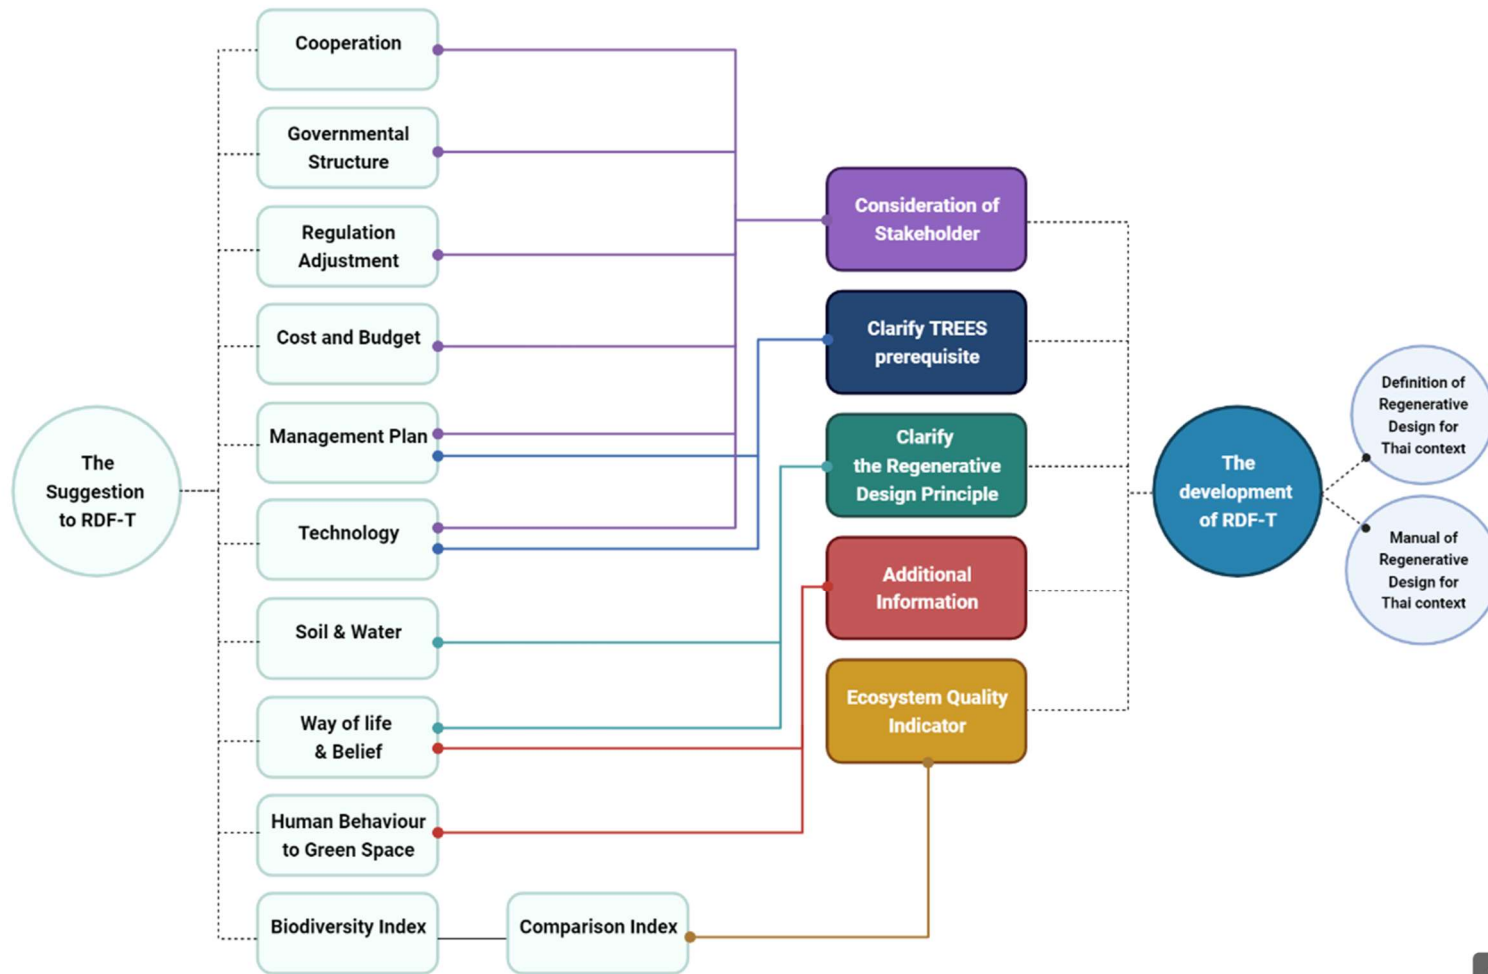 The
Suggestion
to RDF-T
Cooperation
Governmental
Structure
Regulation
Adjustment
Cost and Budget
Management Plan
Technology
Soil & Water
Way of life
& Belief
Human Behaviour
to Green Space
Biodiversity Index
Comparison Index
Consideration of
Stakeholder
Clarify TREES
prerequisite
Clarify
the Regenerative
Design Principle
Additional
Information
Ecosystem Quality
Indicator
The
development
of RDF-T
Definition of
Regenerative
Design for
Thai context
Manual of
Regenerative
Design for
Thai context